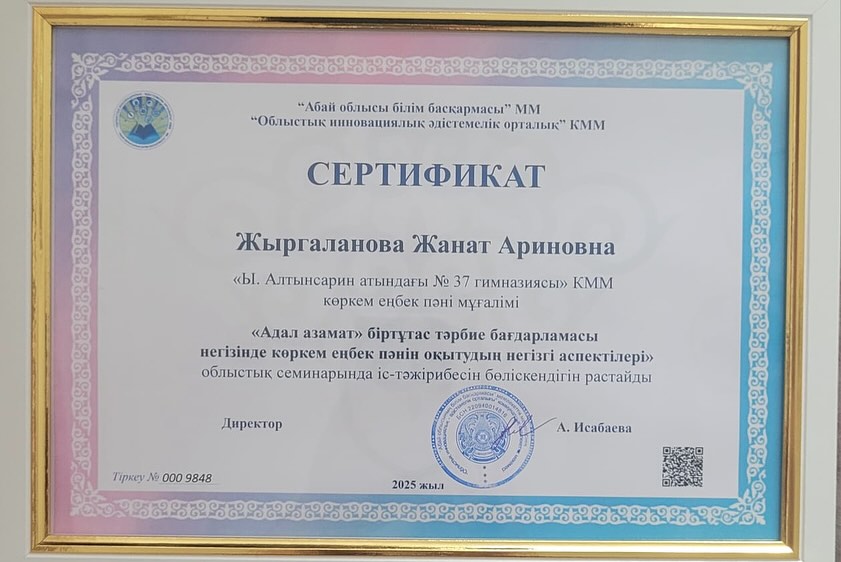 “Абай облысы білім басқармасы” ММ
“Облыстық инновациялық әдістемелік орталық” КММ
СЕРТИФИКАТ
Жыргаланова Жанат Ариновна
«Ы. Алтынсарин атындағы № 37 гимназиясы» КММ
көркем еңбек пәні мұғалімі
«Адал азамат» біртұтас тәрбие бағдарламасы
негізінде көркем еңбек пәнін оқытудың негізгі аспектілері»
облыстық семинарында іс-тәжірибесін бөліскендігін растайды
Директор
А. Исабаева
Тіркеу № 000 9848
2025 жыл